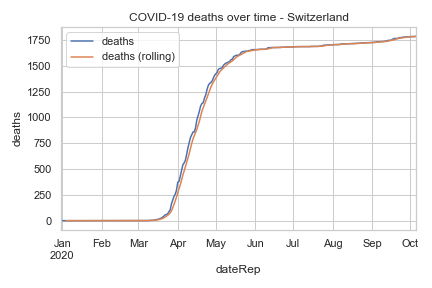 COVID-19 deaths over time - Switzerland
deaths
deaths (rolling)
1750
1500
1250
1000
750
500
250
0
deaths
Jan Feb Mar Apr May Jun Jul Aug Sep Oct
2020
dateRep